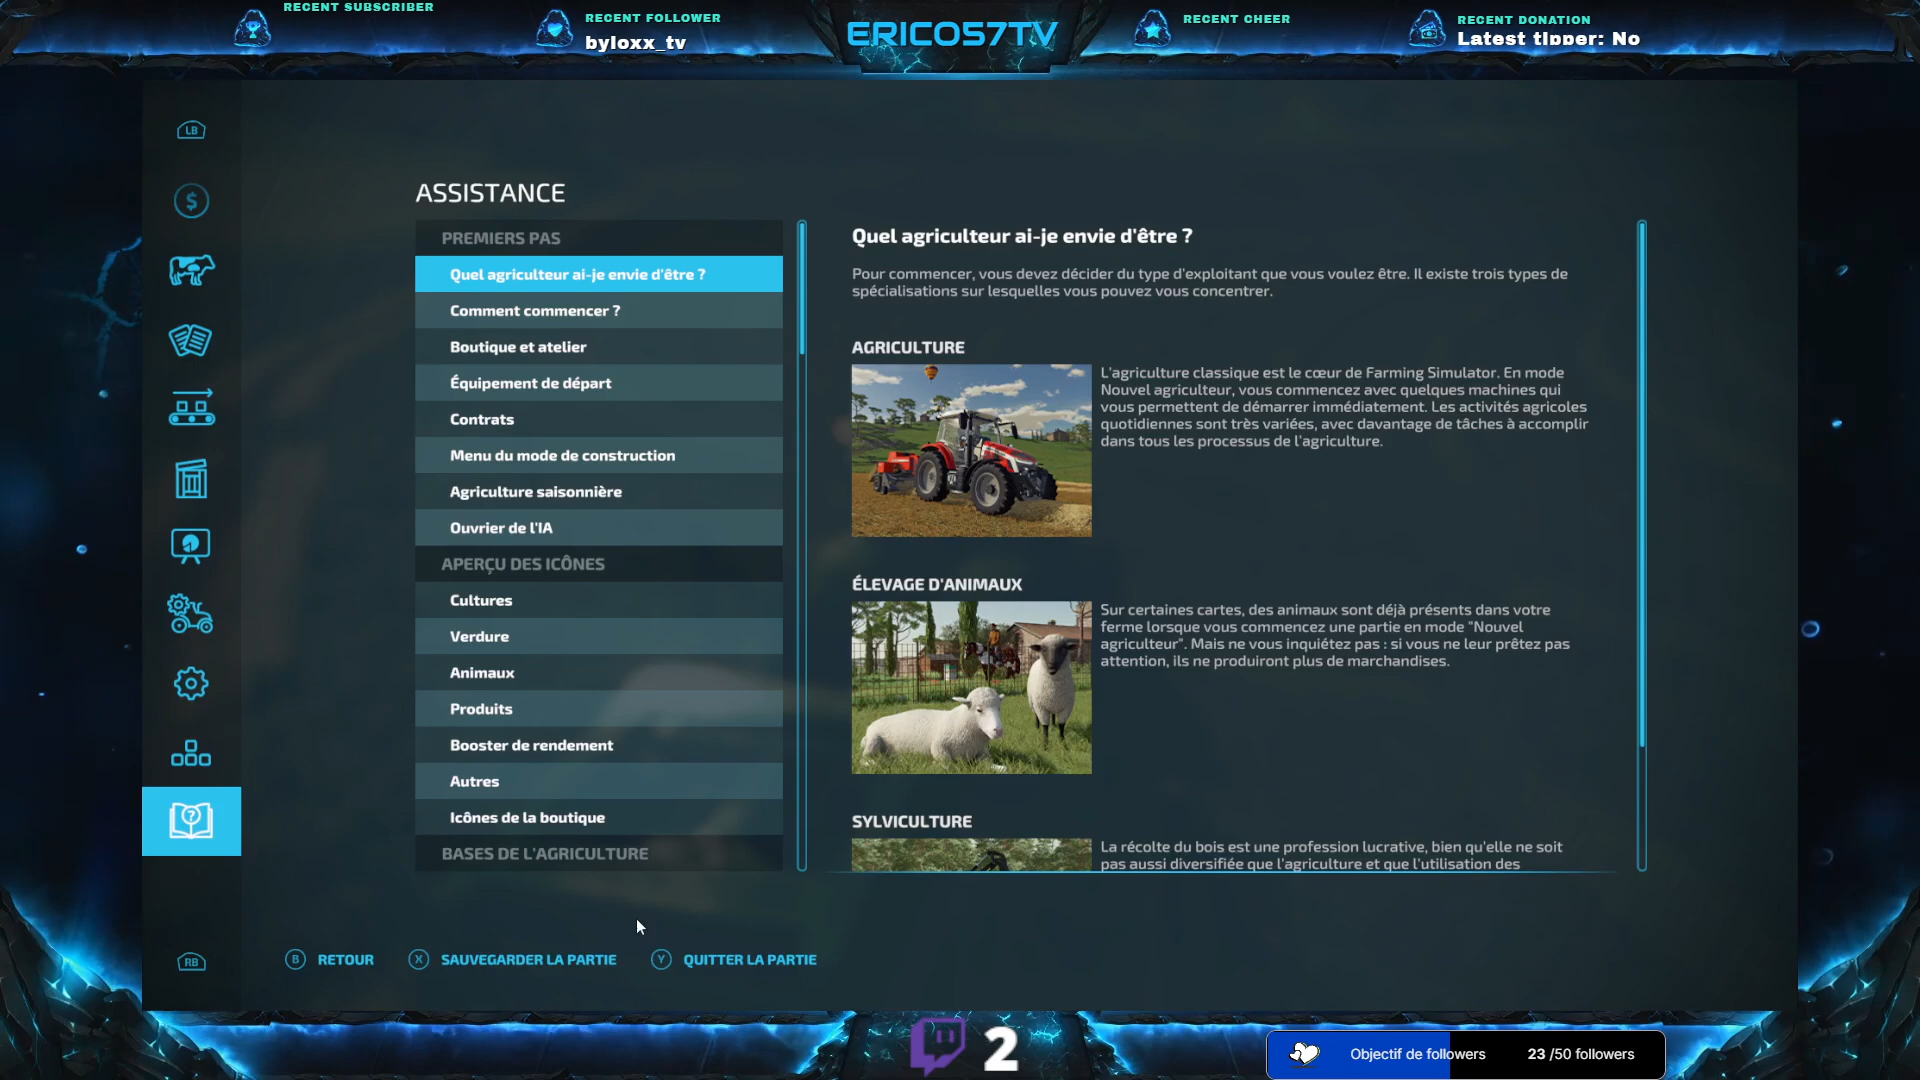 RECENT SUBSCRIBER
RECENT FOLLOWER
byloxx_tv
ERICO57TV
RECENT CHEER
RECENT DONATION
Latest tipper: No
LB
ASSISTANCE
PREMIERS PAS
Quel agriculteur ai-je envie d'être ?
Comment commencer ?
Boutique et atelier
Équipement de départ
Contrats
Menu du mode de construction
Agriculture saisonnière
Ouvrier de l'IA
APERÇU DES ICÔNES
Cultures
Verdure
Animaux
Produits
Booster de rendement
Autres
Icônes de la boutique
BASES DE L'AGRICULTURE
Quel agriculteur ai-je envie d'être ?
Pour commencer, vous devez décider du type d'exploitant que vous voulez être. Il existe trois types de
spécialisations sur lesquelles vous pouvez vous concentrer.
AGRICULTURE
L'agriculture classique est le cœur de Farming Simulator. En mode
Nouvel agriculteur, vous commencez avec quelques machines qui
vous permettent de démarrer immédiatement. Les activités agricoles
quotidiennes sont très variées, avec davantage de tâches à accomplir
dans tous les processus de l'agriculture.
ÉLEVAGE D'ANIMAUX
Sur certaines cartes, des animaux sont déjà présents dans votre
ferme lorsque vous commencez une partie en mode "Nouvel
agriculteur". Mais ne vous inquiétez pas : si vous ne leur prêtez pas
attention, ils ne produiront plus de marchandises.
SYLVICULTURE
La récolte du bois est une profession lucrative, bien qu'elle ne soit
pas aussi diversifiée que l'agriculture et que l'utilisation des
RB
B RETOUR
X SAUVEGARDER LA PARTIE
Y QUITTER LA PARTIE
2
Objectif de followers
23 /50 followers